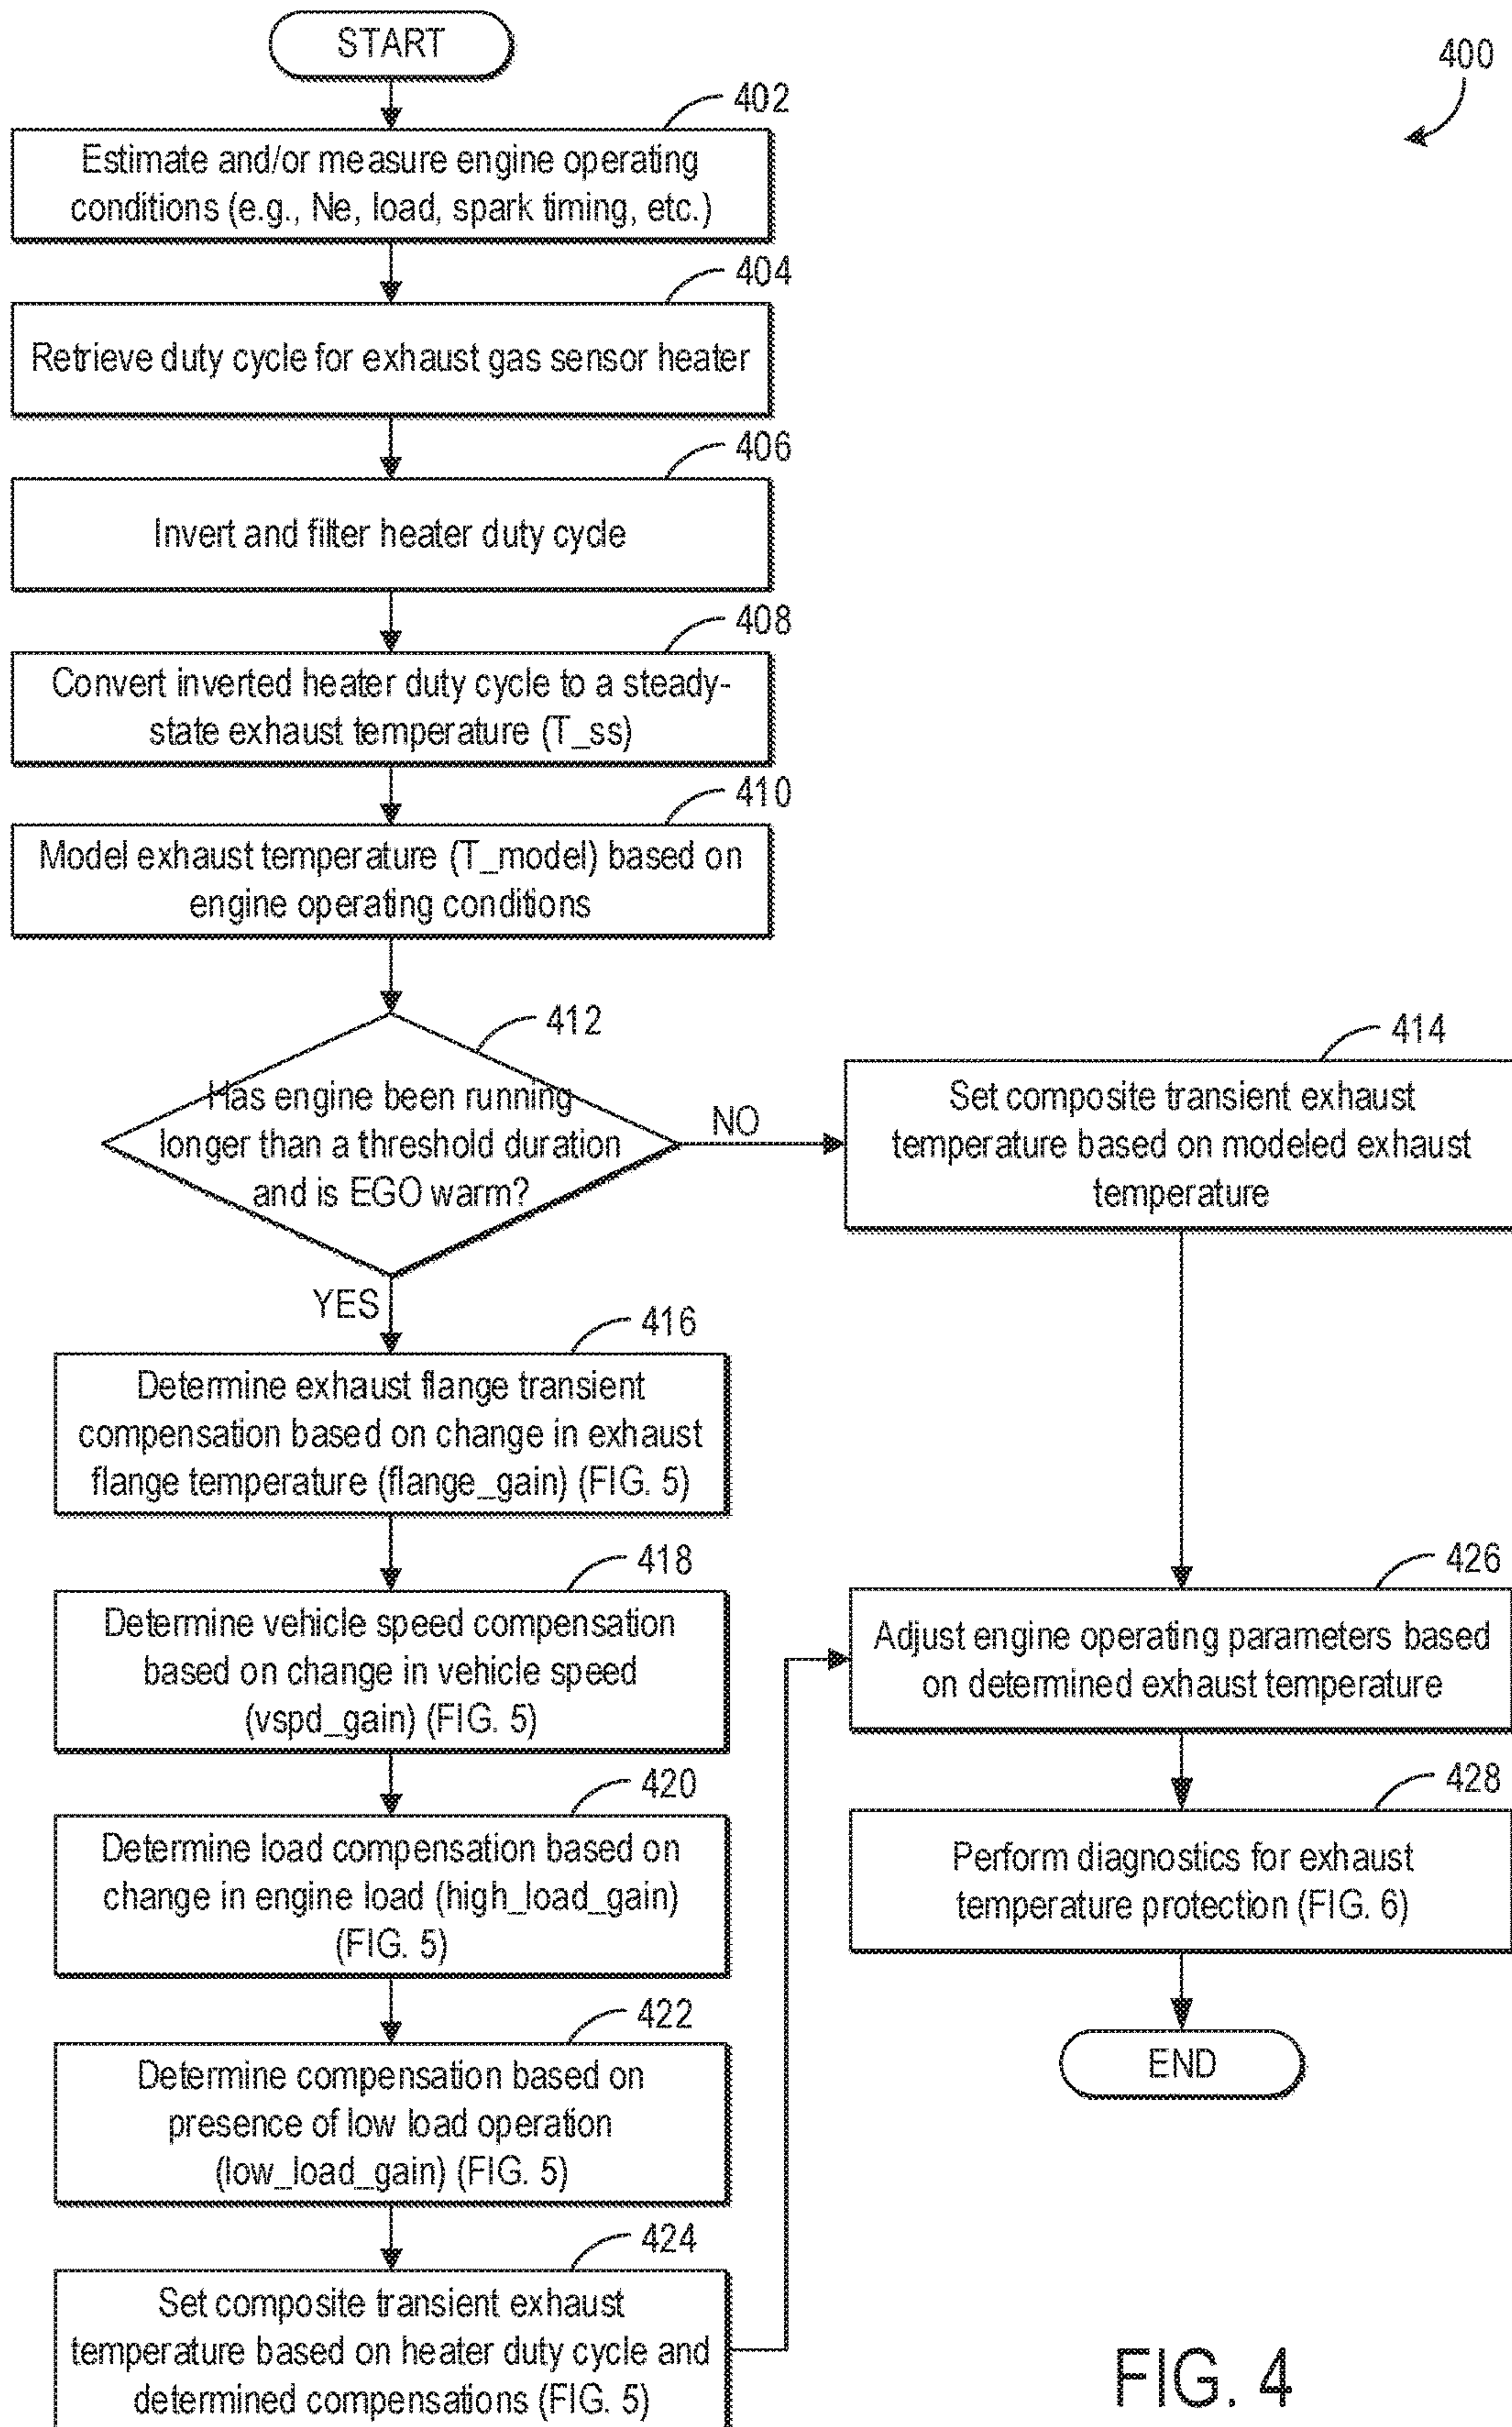 START
400
402
Estimate and/or measure engine operating
conditions (e.g., Ne, load, spark timing, etc.)
404
Retrieve duty cycle for exhaust gas sensor heater
406
Invert and filter heater duty cycle
408
Convert inverted heater duty cycle to a steady-
state exhaust temperature (T_ss)
410
Model exhaust temperature (T_model) based on
engine operating conditions
412
Has engine been running
longer than a threshold duration
and is EGO warm?
NO
414
Set composite transient exhaust
temperature based on modeled exhaust
temperature
YES
416
Determine exhaust flange transient
compensation based on change in exhaust
flange temperature (flange_gain) (FIG. 5)
418
Determine vehicle speed compensation
based on change in vehicle speed
(vspd_gain) (FIG. 5)
420
Determine load compensation based on
change in engine load (high_load_gain)
(FIG. 5)
422
Determine compensation based on
presence of low load operation
(low_load_gain) (FIG. 5)
424
Set composite transient exhaust
temperature based on heater duty cycle and
determined compensations (FIG. 5)
426
Adjust engine operating parameters based
on determined exhaust temperature
428
Perform diagnostics for exhaust
temperature protection (FIG. 6)
END
FIG. 4